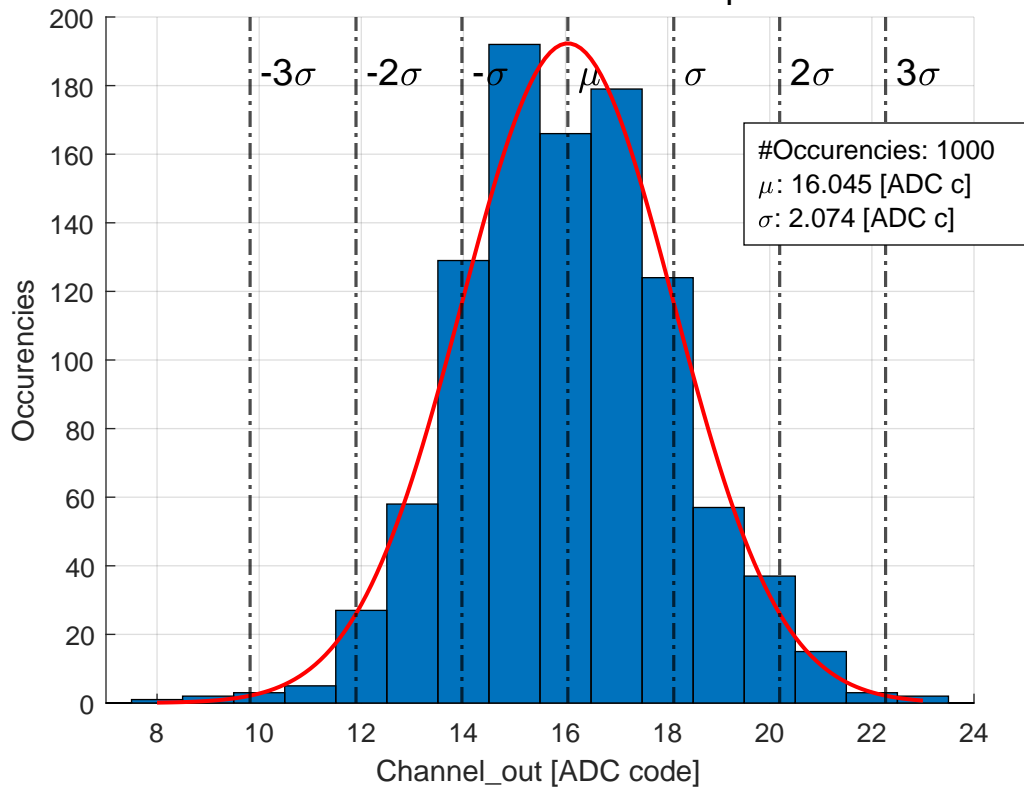 200
180
160
140
120
100
80
60
40
20
0
Occurencies
-3σ
-2σ
-σ
μ
σ
2σ
3σ
#Occurencies: 1000
μ: 16.045 [ADC c]
σ: 2.074 [ADC c]
8 10 12 14 16 18 20 22 24
Channel_out [ADC code]